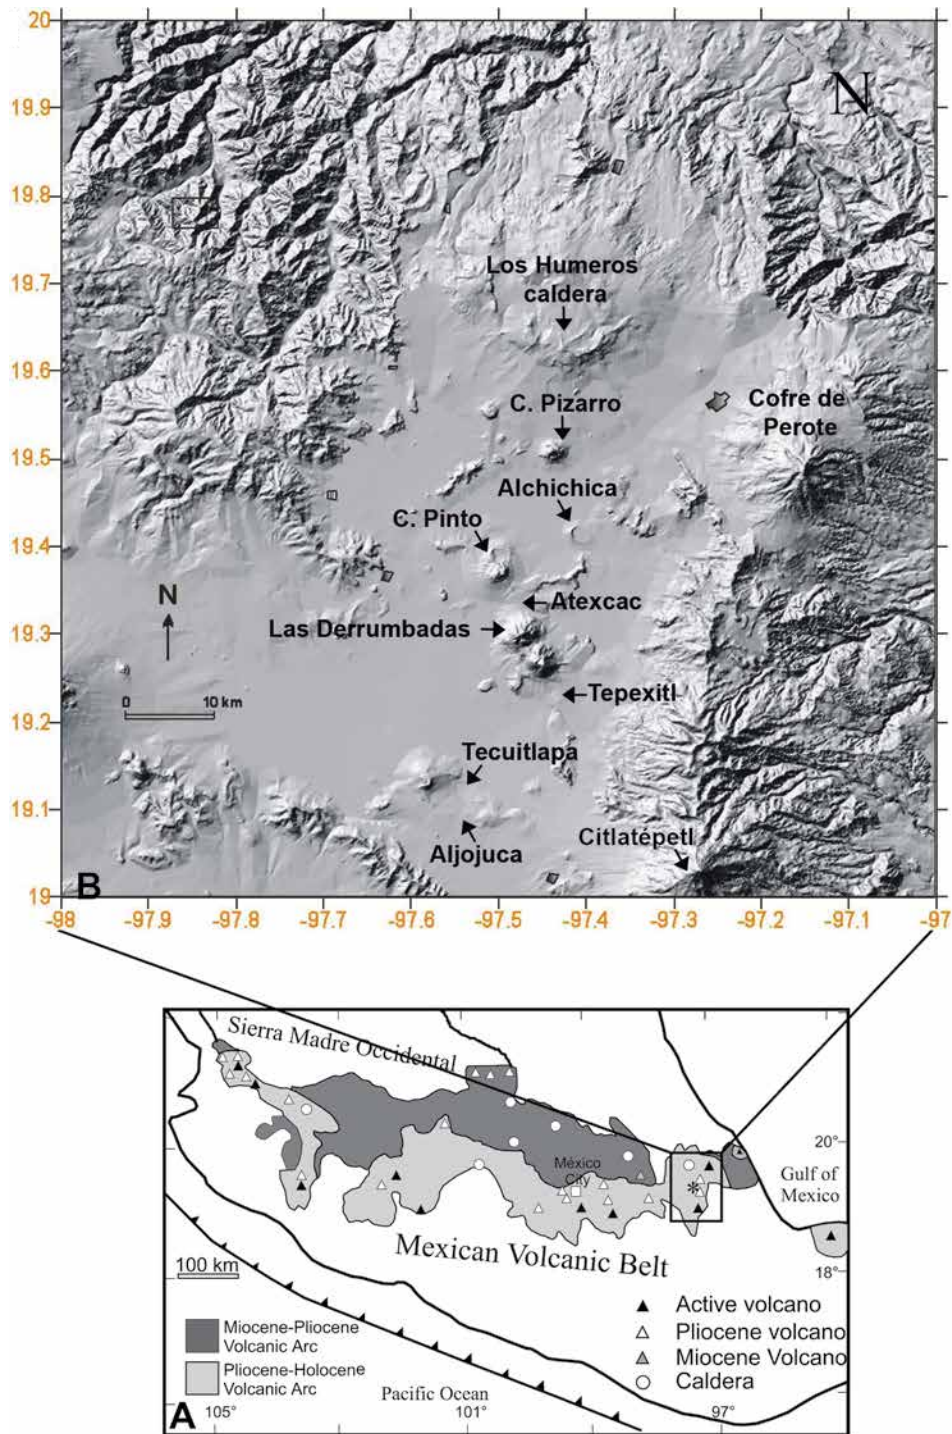 20
19.9
19.8
19.7
19.6
19.5
19.4
19.3
19.2
19.1
19
N
Los Humeros
caldera
C. Pizarro
Cofre de
Perote
Alchichica
C. Pinto
Atexcac
N
Las Derrumbadas
0 10 km
Tepexitl
Tecuitlapa
Aljojuca
Citlatépetl
B
-98 -97.9 -97.8 -97.7 -97.6 -97.5 -97.4 -97.3 -97.2 -97.1 -97
Sierra Madre Occidental
México
City
20°
Gulf of
Mexico
Mexican Volcanic Belt
18°
100 km
Active volcano
Pliocene volcano
Miocene Volcano
Caldera
Miocene-Pliocene
Volcanic Arc
Pliocene-Holocene
Volcanic Arc
Pacific Ocean
A
105° 101° 97°